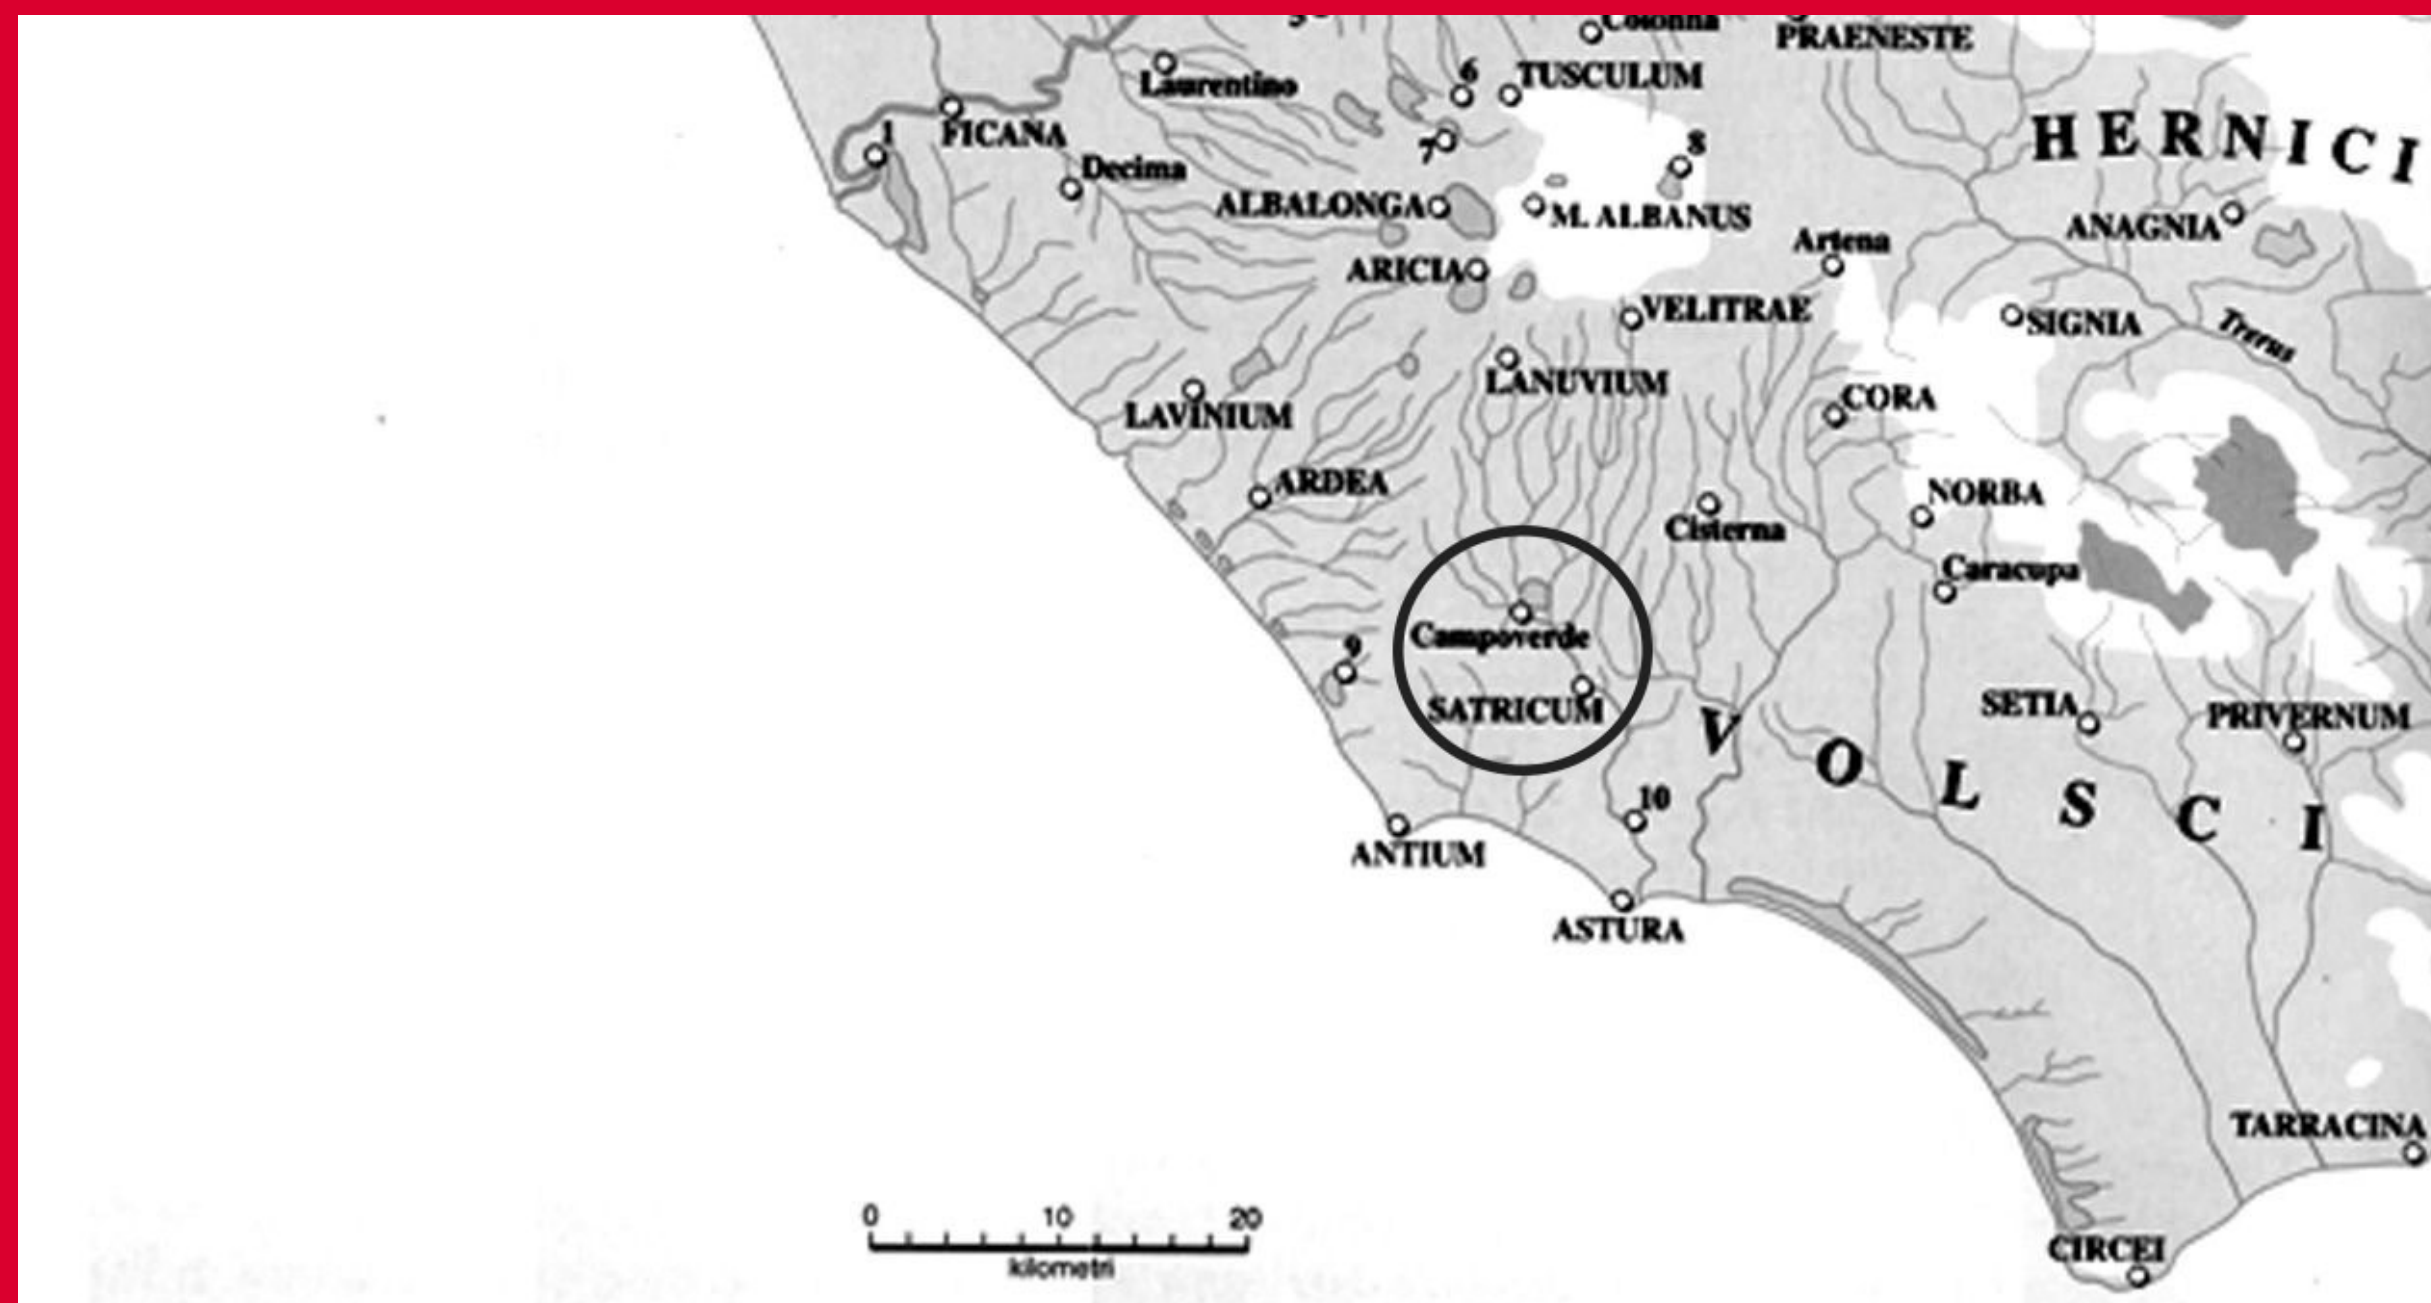 Colonna
PRAENESTE
6
TUSCULUM
Laurentino
HERNICI
1
FICANA
7
8
Decima
ALBALONGA
M. ALBANUS
ANAGNIA
Artena
ARICIA
VELITRAE
SIGNIA
Trerus
LANUVIUM
CORA
LAVINIUM
ARDEA
NORBA
Cisterna
Caracupa
Campoverde
9
SATRICUM
SETIA
PRIVERNUM
VOLSCI
10
ANTIUM
ASTURA
TARRACINA
0 10 20
kilometri
CIRCEI